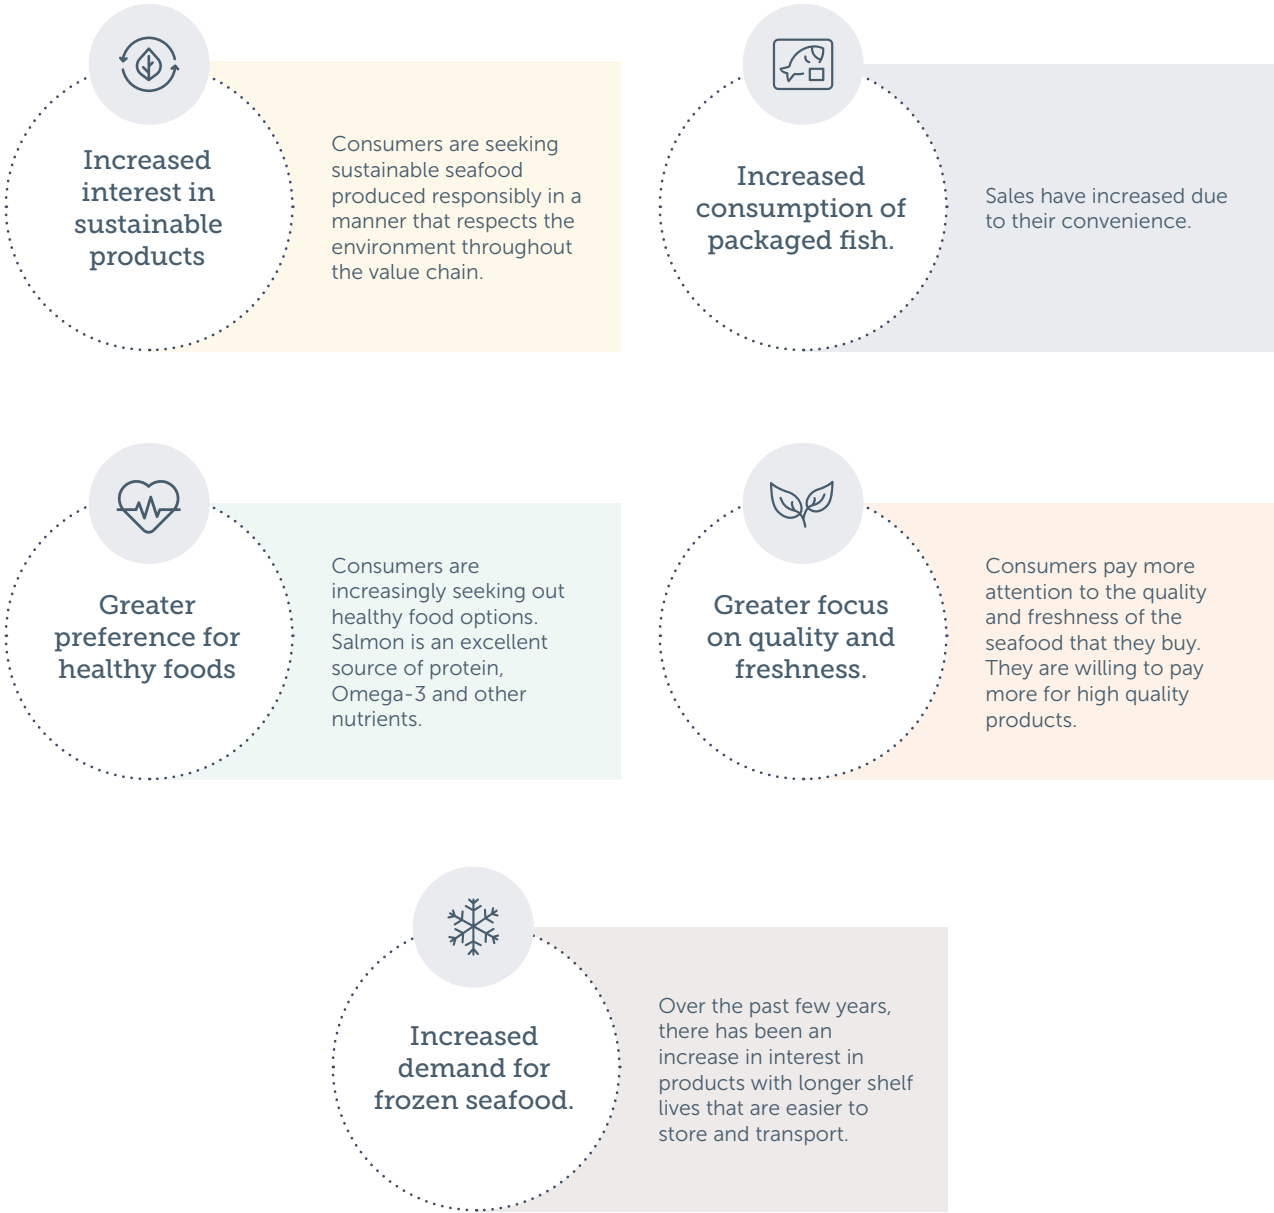 Increased
interest in
sustainable
products
Consumers are seeking
sustainable seafood
produced responsibly in a
manner that respects the
environment throughout
the value chain.
Increased
consumption of
packaged fish.
Sales have increased due
to their convenience.
Greater
preference for
healthy foods
Consumers are
increasingly seeking out
healthy food options.
Salmon is an excellent
source of protein,
Omega-3 and other
nutrients.
Greater focus
on quality and
freshness.
Consumers pay more
attention to the quality
and freshness of the
seafood that they buy.
They are willing to pay
more for high quality
products.
Increased
demand for
frozen seafood.
Over the past few years,
there has been an
increase in interest in
products with longer shelf
lives that are easier to
store and transport.